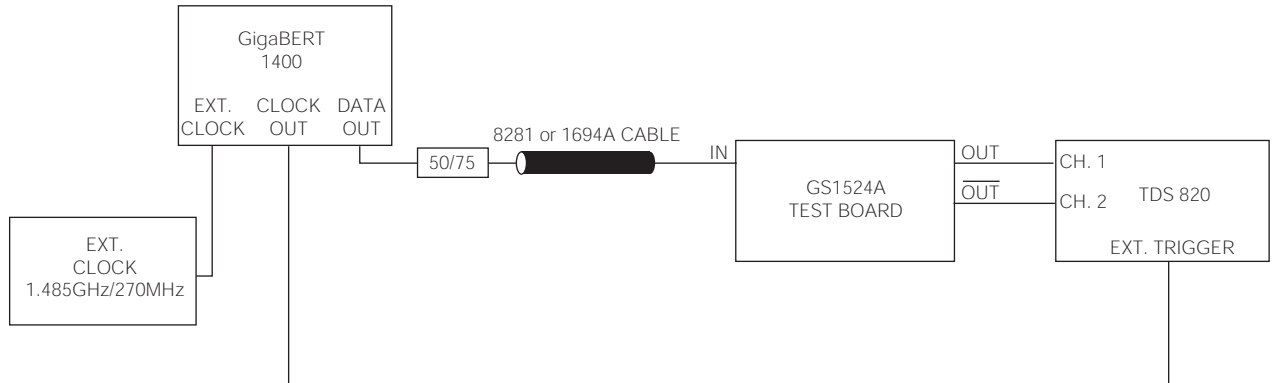 GigaBERT
1400
EXT.
CLOCK
CLOCK
OUT
DATA
OUT
8281 or 1694A CABLE
50/75
IN
GS1524A
TEST BOARD
OUT
OUT
CH. 1
CH. 2
TDS 820
EXT. TRIGGER
EXT.
CLOCK
1.485GHz/270MHz